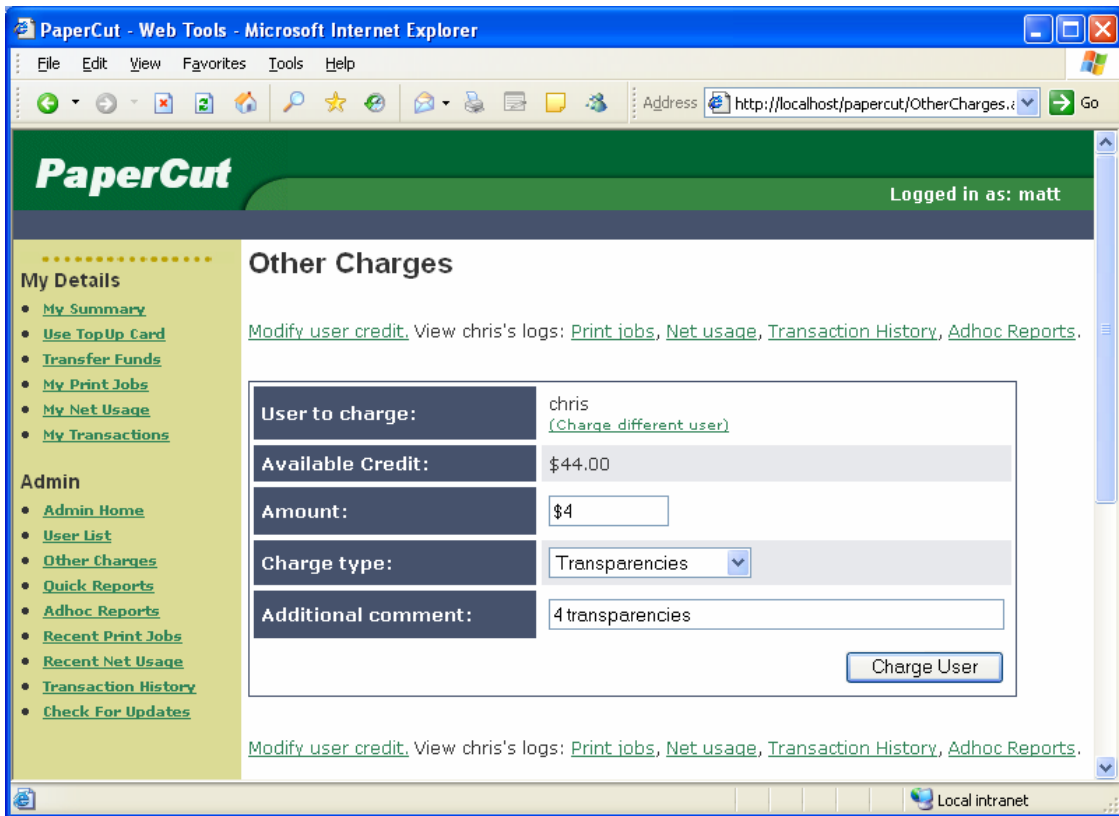 PaperCut - Web Tools - Microsoft Internet Explorer
File Edit View Favorites Tools Help
Address http://localhost/papercut/OtherCharges.a Go
PaperCut
Logged in as: matt
My Details
My Summary
Use TopUp Card
Transfer Funds
My Print Jobs
My Net Usage
My Transactions
Admin
Admin Home
User List
Other Charges
Quick Reports
Adhoc Reports
Recent Print Jobs
Recent Net Usage
Transaction History
Check For Updates
Other Charges
Modify user credit. View chris's logs: Print jobs, Net usage, Transaction History, Adhoc Reports.
User to charge: chris
(Charge different user)
Available Credit: $44.00
Amount: $4
Charge type: Transparencies
Additional comment: 4 transparencies
Charge User
Modify user credit. View chris's logs: Print jobs, Net usage, Transaction History, Adhoc Reports.
Local intranet